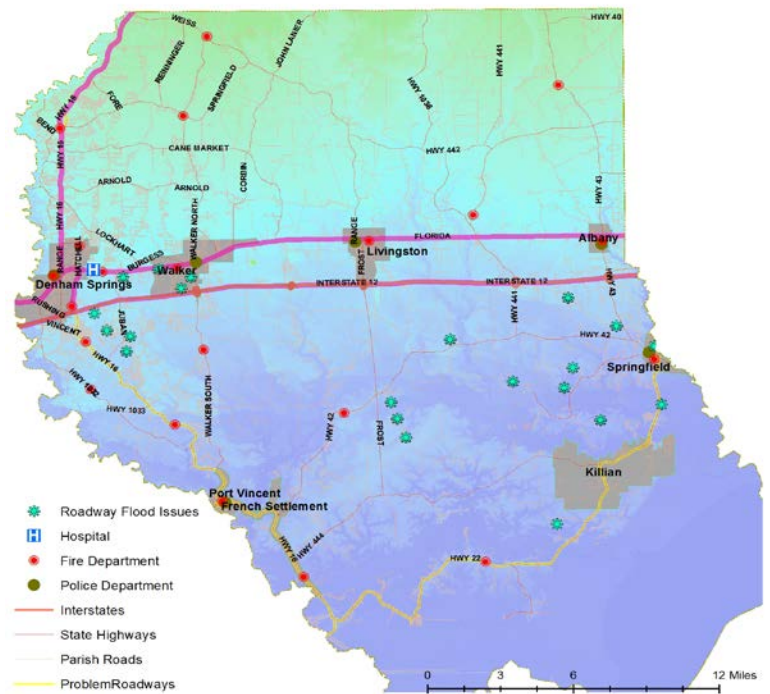 WEISS
HWY 40
REINNINGER
SPRINGFIELD
JOHN LANER
HWY 441
HWY 1036
FORE
HWY 16
BEND
HWY 16
CANE MARKET
HWY 442
ARNOLD
ARNOLD
CORBIN
HWY 43
HWY 16
LOCKHART
WALKER NORTH
RANGE
FLORIDA
Albany
RANGE
HATCHELL
H
BURGESS
Walker
Livingston
FROST
Denham Springs
INTERSTATE 12
INTERSTATE 12
HWY 43
RUSHING
VINCENT
JUBAN
HWY 441
HWY 42
HWY 16
Springfield
HWY 1032
HWY 1033
WALKER SOUTH
HWY 42
FROST
Killian
Port Vincent
French Settlement
HWY 16
HWY 444
HWY 22
Roadway Flood Issues
H Hospital
Fire Department
Police Department
Interstates
State Highways
Parish Roads
ProblemRoadways
0 3 6 12 Miles